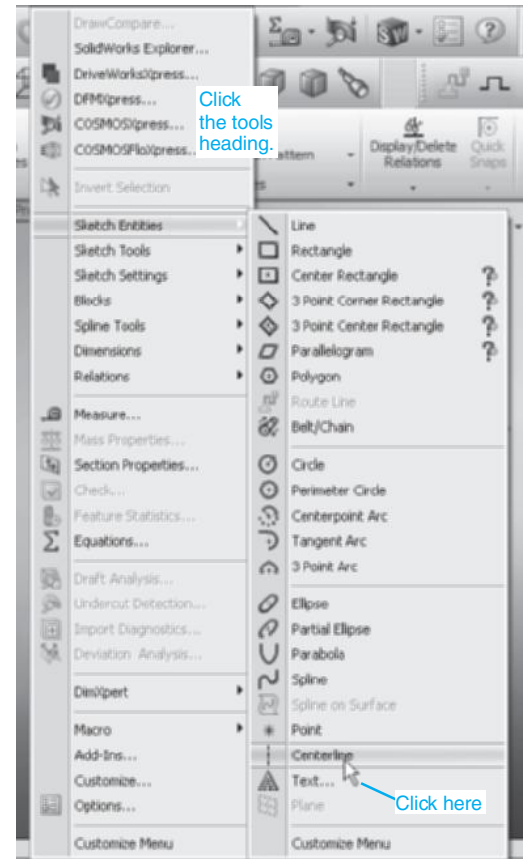 DrawCompare...
SolidWorks Explorer...
DriveWorksXpress...
DFMXpress...
COSMOSXpress...
COSMOSFloXpress...
Click
the tools
heading.
Invert Selection
Sketch Entities
Sketch Tools
Sketch Settings
Blocks
Spline Tools
Dimensions
Relations
Measure...
Mass Properties...
Section Properties...
Check...
Feature Statistics...
Equations...
Draft Analysis...
Undercut Detection...
Import Diagnostics...
Deviation Analysis...
DimXpert
Macro
Add-Ins...
Customize...
Options...
Customize Menu
attern
Display/Delete
Relations
Quick
Snaps
Line
Rectangle
Center Rectangle
3 Point Corner Rectangle
3 Point Center Rectangle
Parallelogram
Polygon
Route Line
Belt/Chain
Circle
Perimeter Circle
Centerpoint Arc
Tangent Arc
3 Point Arc
Ellipse
Partial Ellipse
Parabola
Spline
Spline on Surface
Point
Centerline
Text...
Click here
Plane
Customize Menu